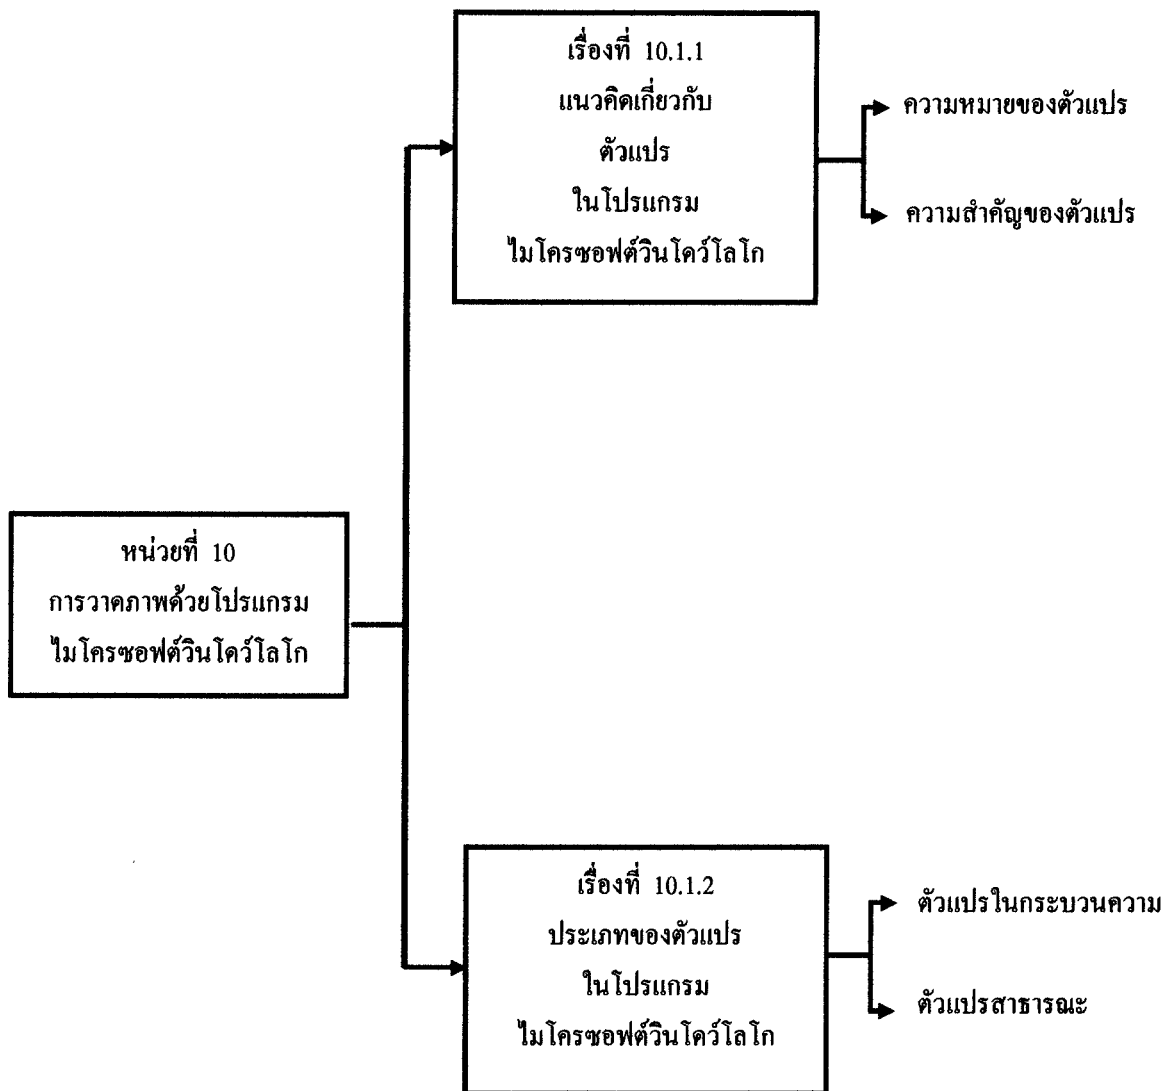 เรื่องที่ 10.1.1
แนวคิดเกี่ยวกับ
ตัวแปร
ในโปรแกรม
ไมโครซอฟต์วินโดว์โลโก
ความหมายของตัวแปร
ความสำคัญของตัวแปร
หน่วยที่ 10
การวาดภาพด้วยโปรแกรม
ไมโครซอฟต์วินโดว์โลโก
เรื่องที่ 10.1.2
ประเภทของตัวแปร
ในโปรแกรม
ไมโครซอฟต์วินโดว์โลโก
ตัวแปรในกระบวนความ
ตัวแปรสาธารณะ